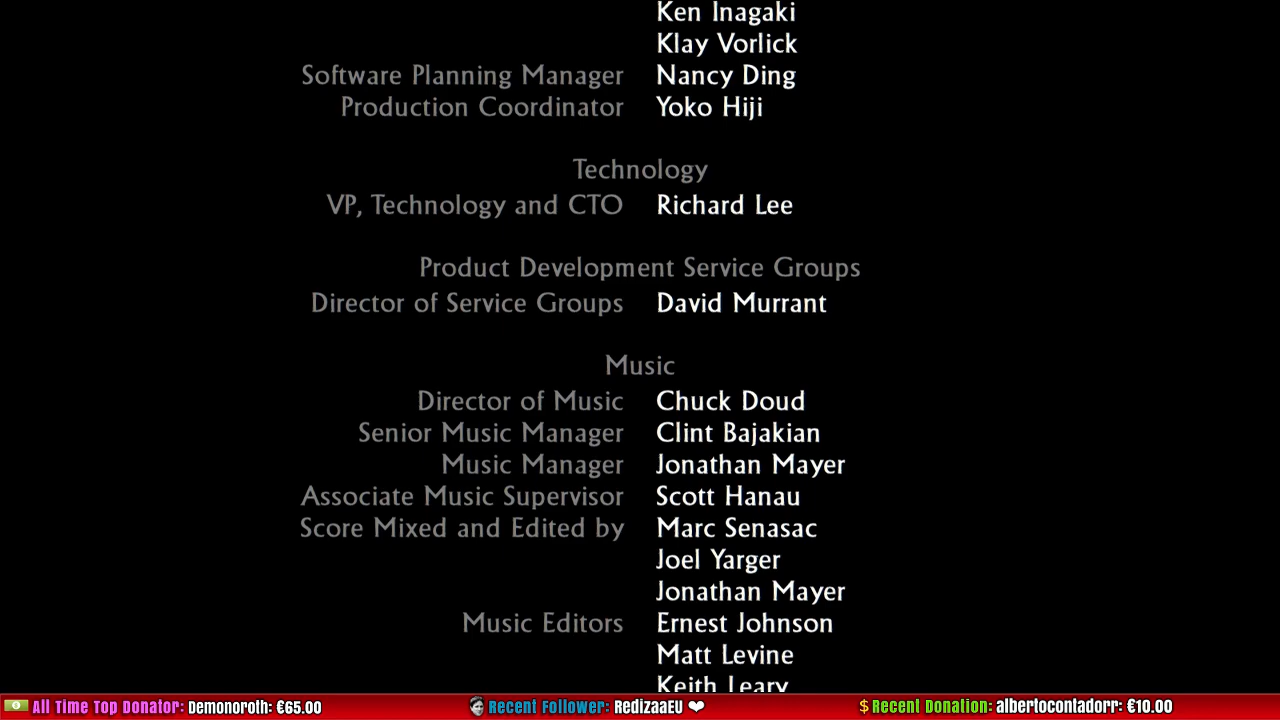 Ken Inagaki
Klay Vorlick
Software Planning Manager Nancy Ding
Production Coordinator Yoko Hiji
Technology
VP, Technology and CTO Richard Lee
Product Development Service Groups
Director of Service Groups David Murrant
Music
Director of Music Chuck Doud
Senior Music Manager Clint Bajakian
Music Manager Jonathan Mayer
Associate Music Supervisor Scott Hanau
Score Mixed and Edited by Marc Senasac
Joel Yarger
Jonathan Mayer
Music Editors Ernest Johnson
Matt Levine
Keith Leary
All Time Top Donator: Demonoroth: €65.00 Recent Follower: RedizaaEU ❤ $ Recent Donation: albertocontadorr: €10.00